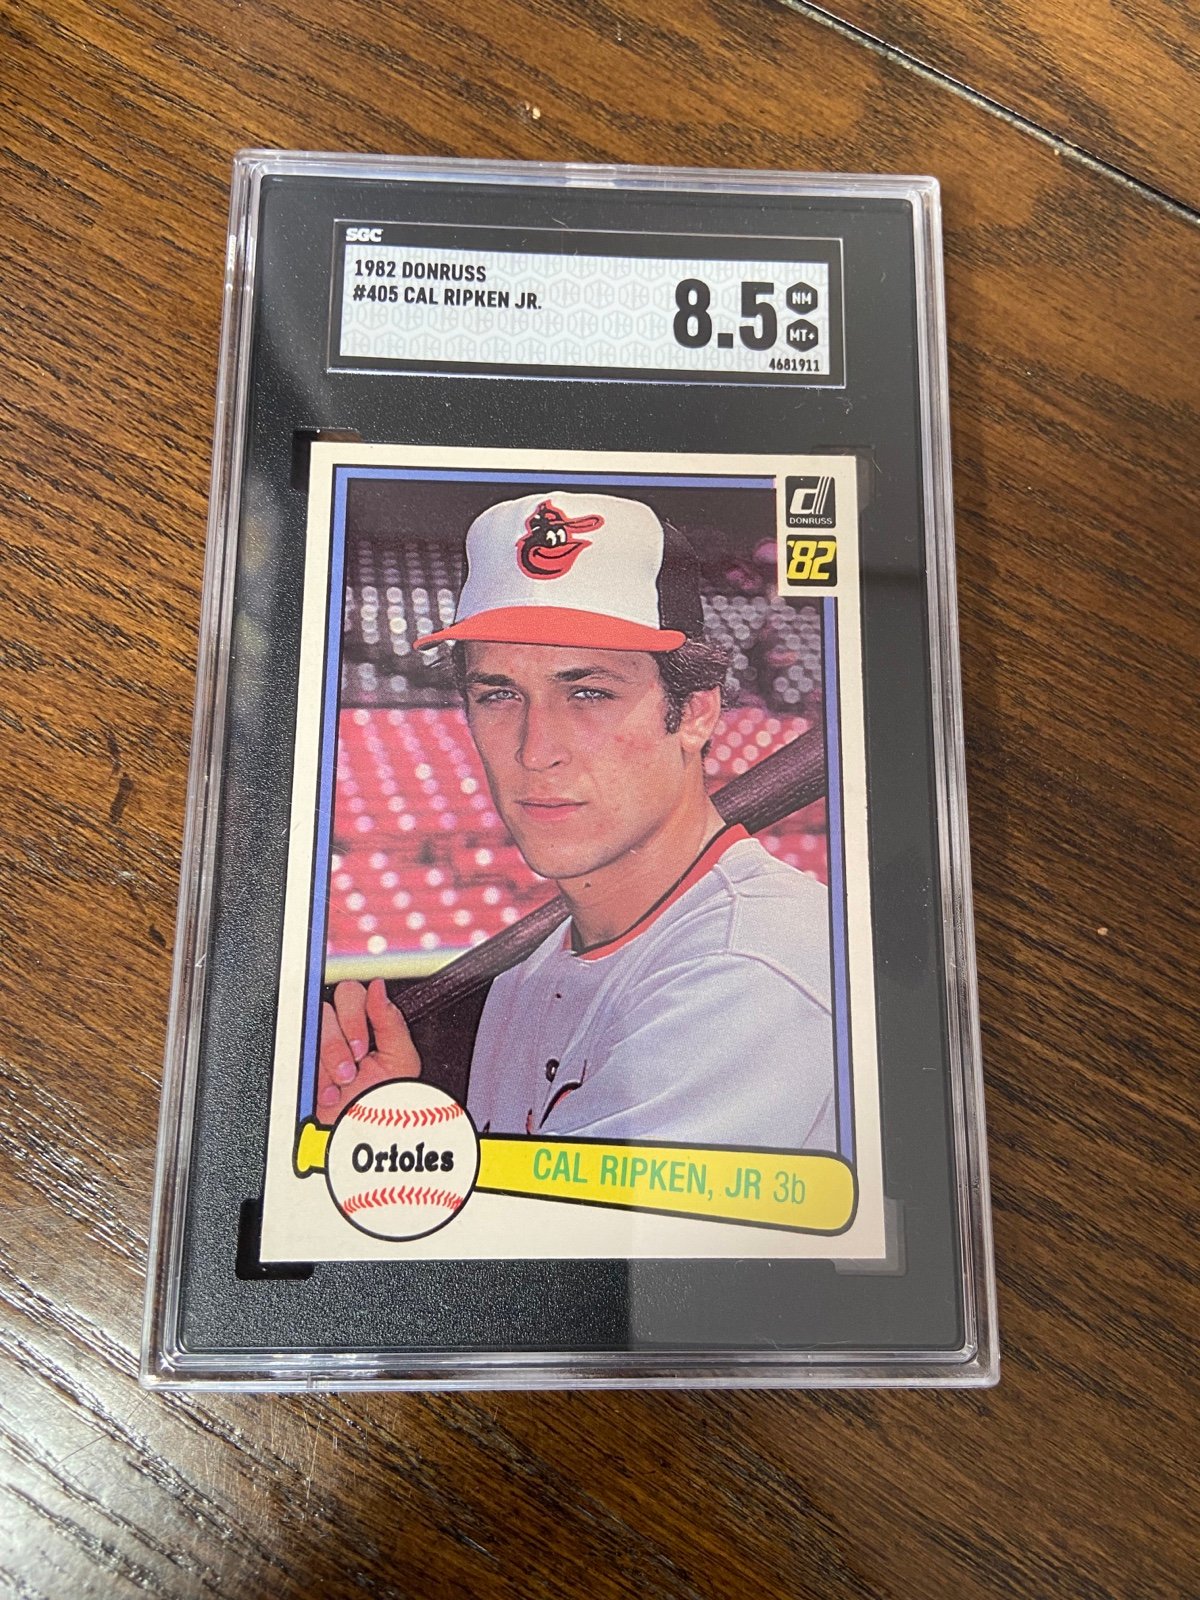 SGC
1982 DONRUSS
#405 CAL RIPKEN JR.
8.5
NM
MT+
4681911
d
DONRUSS
'82
Orioles
CAL RIPKEN, JR 3b